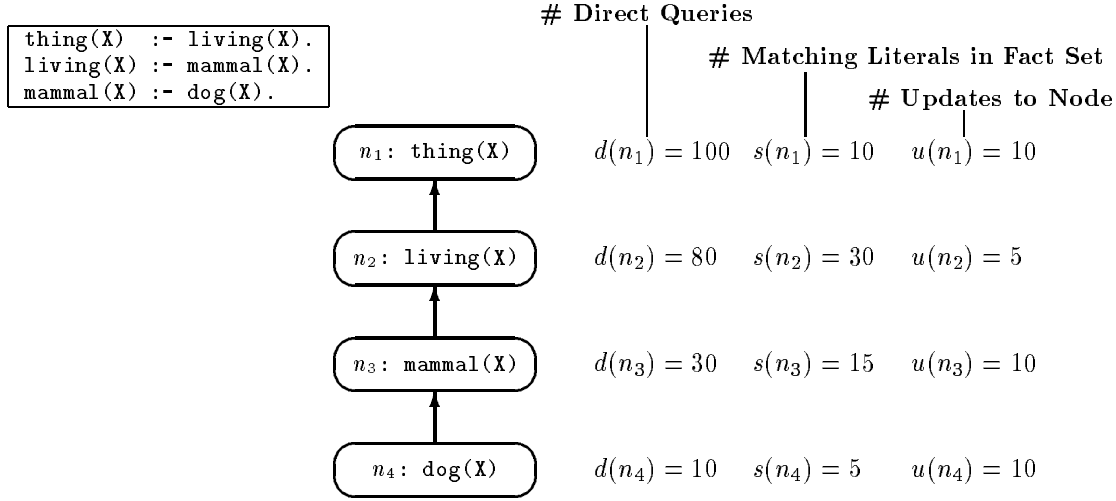 # Direct Queries
thing(X) :- living(X).
living(X) :- mammal(X).
mammal(X) :- dog(X).
# Matching Literals in Fact Set
# Updates to Node
n₁: thing(X) d(n₁) = 100 s(n₁) = 10 u(n₁) = 10
n₂: living(X) d(n₂) = 80 s(n₂) = 30 u(n₂) = 5
n₃: mammal(X) d(n₃) = 30 s(n₃) = 15 u(n₃) = 10
n₄: dog(X) d(n₄) = 10 s(n₄) = 5 u(n₄) = 10